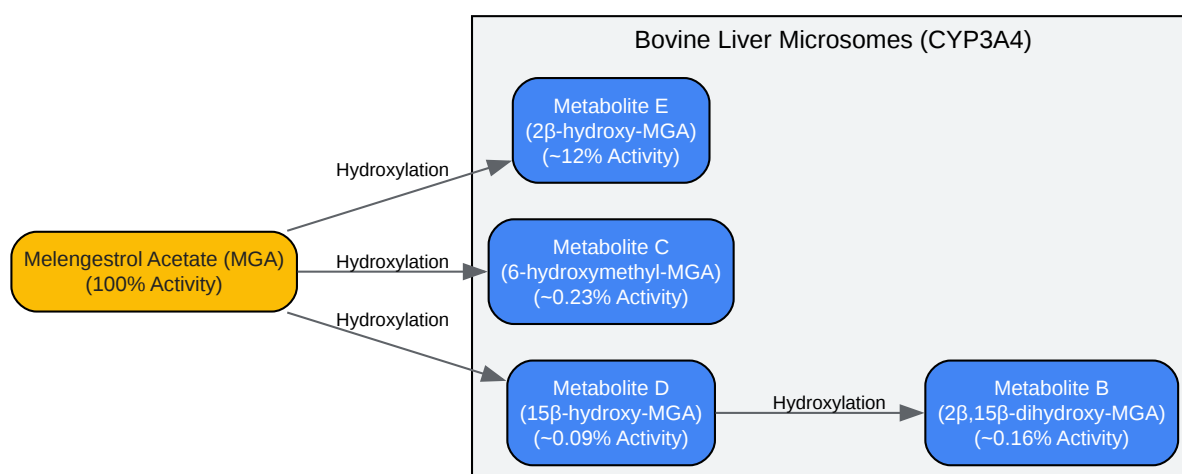 Bovine Liver Microsomes (CYP3A4)
Metabolite E
(2β-hydroxy-MGA)
(~12% Activity)
Hydroxylation
Melengestrol Acetate (MGA)
(100% Activity)
Hydroxylation
Metabolite C
(6-hydroxymethyl-MGA)
(~0.23% Activity)
Hydroxylation
Metabolite D
(15β-hydroxy-MGA)
(~0.09% Activity)
Hydroxylation
Metabolite B
(2β,15β-dihydroxy-MGA)
(~0.16% Activity)